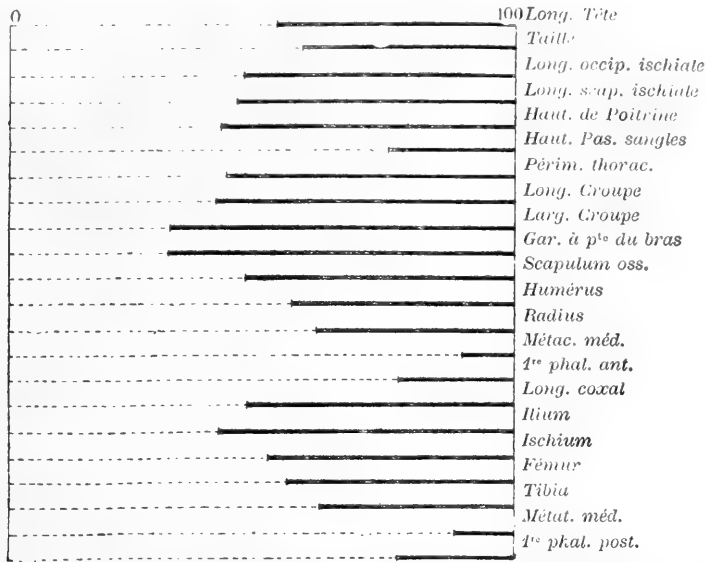 0 100 Long. Tête
Taille
Long. occip. ischiale
Long. scap. ischiale
Haut. de Poitrine
Haut. Pas. sangles
Périm. thorac.
Long. Croupe
Larg. Croupe
Gar. à pte du bras
Scapulum oss.
Humérus
Radius
Métac. méd.
1re phal. ant.
Long. coxal
Ilium
Ischium
Fémur
Tibia
Métat. méd.
1re phal. post.